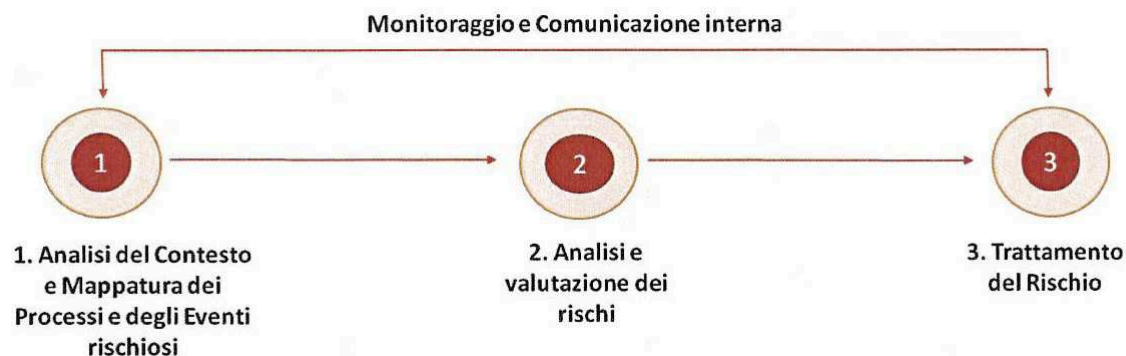 Monitoraggio e Comunicazione interna
1
2
3
1. Analisi del Contesto
e Mappatura dei
Processi e degli Eventi
rischiosi
2. Analisi e
valutazione dei
rischi
3. Trattamento
del Rischio